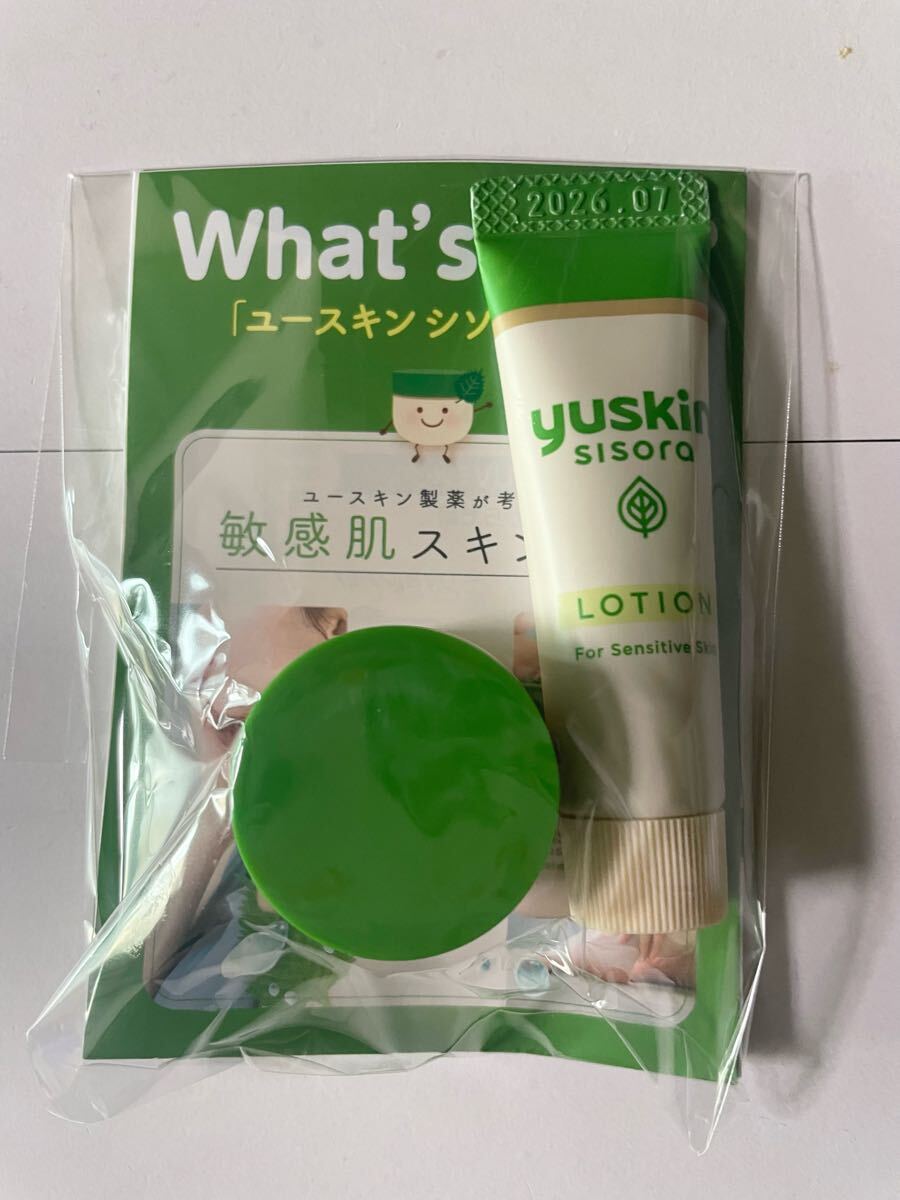 2026.07
What's
「ユースキン シソ
yuskin
sisora
ユースキン製薬が考
敏感肌スキン
LOTION
For Sensitive Skin